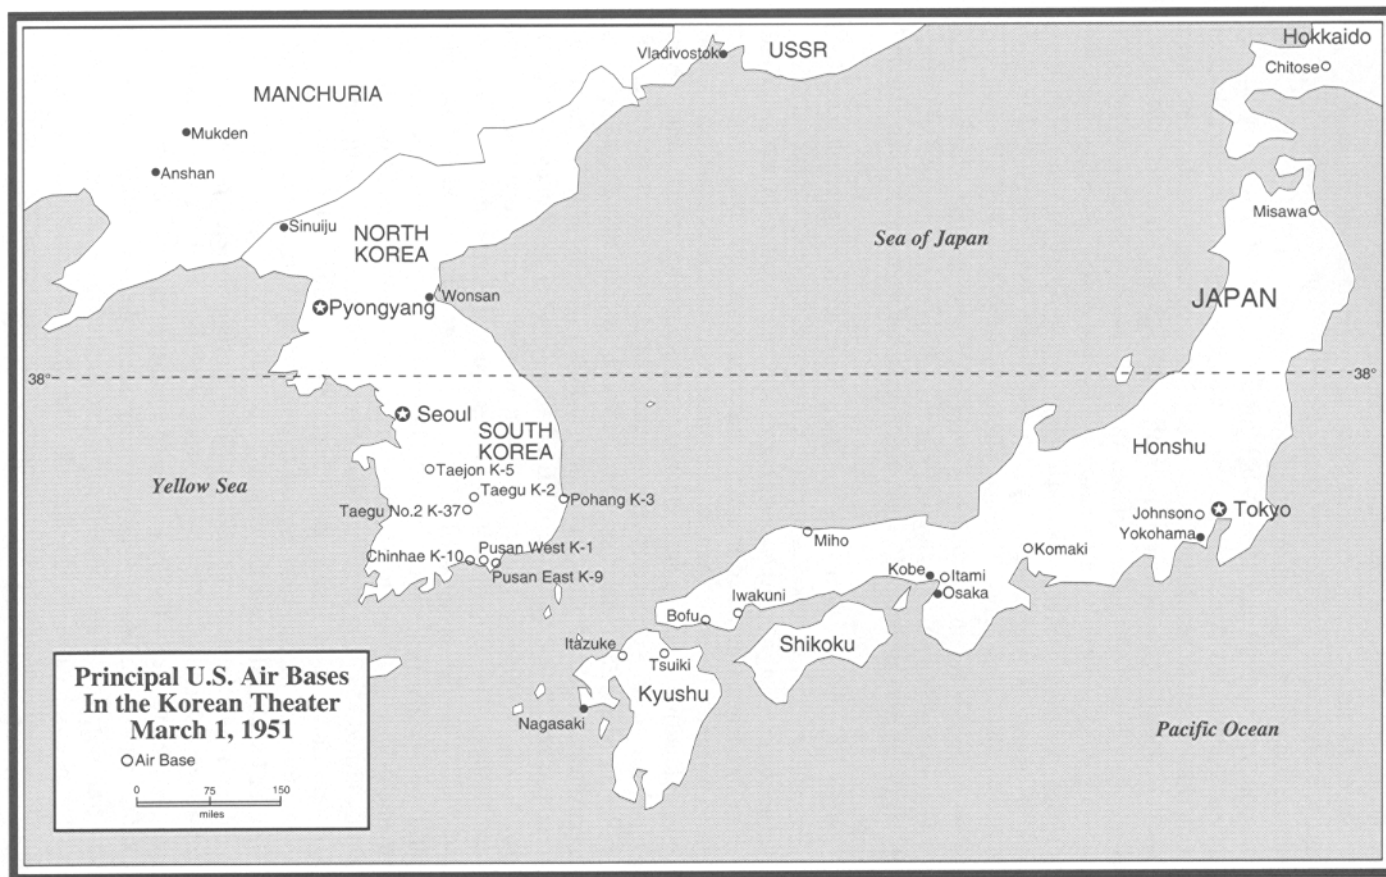 Hokkaido
Vladivostok
USSR
Chitose
MANCHURIA
Mukden
Anshan
Misawa
Sinuiju
NORTH
KOREA
Sea of Japan
Wonsan
Pyongyang
JAPAN
38°
38°
Seoul
SOUTH
KOREA
Honshu
Taejon K-5
Yellow Sea
Taegu K-2
Pohang K-3
Taegu No.2 K-37
Johnson
Tokyo
Yokohama
Miho
Komaki
Chinhae K-10
Pusan West K-1
Pusan East K-9
Kobe
Itami
Osaka
Iwakuni
Bofu
Shikoku
Itazuke
Tsuiki
Kyushu
Nagasaki
Pacific Ocean
Principal U.S. Air Bases
In the Korean Theater
March 1, 1951
Air Base
0 75 150
miles